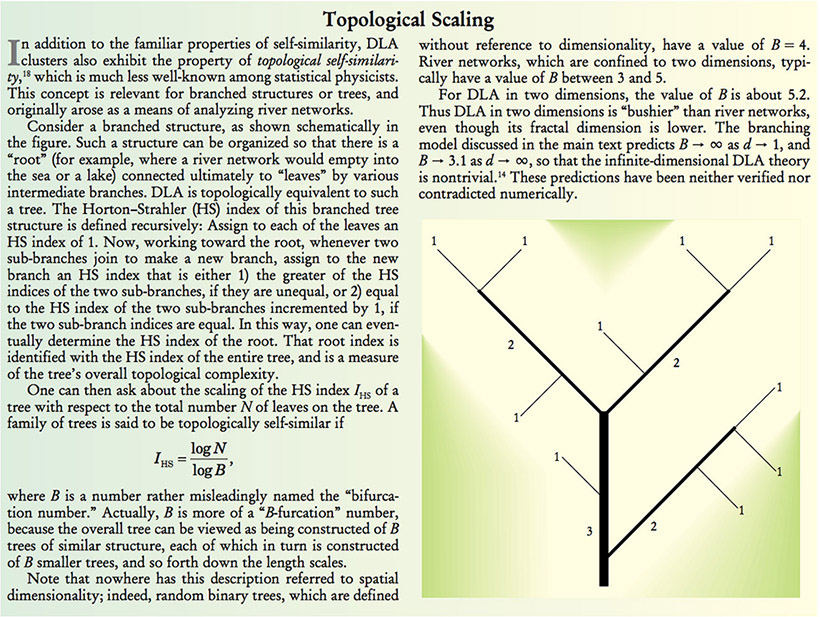 Topological Scaling
In addition to the familiar properties of self-similarity, DLA
clusters also exhibit the property of topological self-similari-
ty,18 which is much less well-known among statistical physicists.
This concept is relevant for branched structures or trees, and
originally arose as a means of analyzing river networks.
Consider a branched structure, as shown schematically in
the figure. Such a structure can be organized so that there is a
“root” (for example, where a river network would empty into
the sea or a lake) connected ultimately to “leaves” by various
intermediate branches. DLA is topologically equivalent to such
a tree. The Horton–Strahler (HS) index of this branched tree
structure is defined recursively: Assign to each of the leaves an
HS index of 1. Now, working toward the root, whenever two
sub-branches join to make a new branch, assign to the new
branch an HS index that is either 1) the greater of the HS
indices of the two sub-branches, if they are unequal, or 2) equal
to the HS index of the two sub-branches incremented by 1, if
the two sub-branch indices are equal. In this way, one can even-
tually determine the HS index of the root. That root index is
identified with the HS index of the entire tree, and is a measure
of the tree’s overall topological complexity.
One can then ask about the scaling of the HS index IHS of a
tree with respect to the total number N of leaves on the tree. A
family of trees is said to be topologically self-similar if
IHS = log N / log B,
where B is a number rather misleadingly named the “bifurca-
tion number.” Actually, B is more of a “B-furcation” number,
because the overall tree can be viewed as being constructed of B
trees of similar structure, each of which in turn is constructed
of B smaller trees, and so forth down the length scales.
Note that nowhere has this description referred to spatial
dimensionality; indeed, random binary trees, which are defined
without reference to dimensionality, have a value of B = 4.
River networks, which are confined to two dimensions, typi-
cally have a value of B between 3 and 5.
For DLA in two dimensions, the value of B is about 5.2.
Thus DLA in two dimensions is “bushier” than river networks,
even though its fractal dimension is lower. The branching
model discussed in the main text predicts B → ∞ as d → 1, and
B → 3.1 as d → ∞, so that the infinite-dimensional DLA theory
is nontrivial.14 These predictions have been neither verified nor
contradicted numerically.
1 1 1 1
1
2 2
1
1
1
1
3 2
1